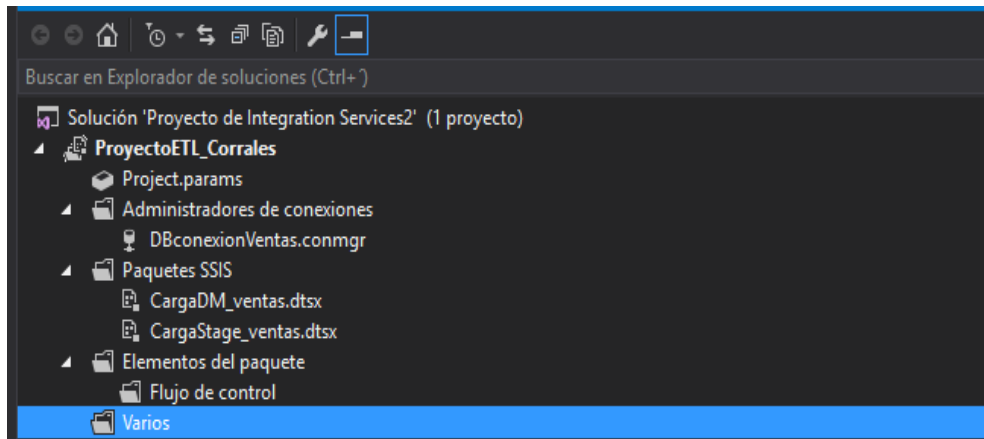 Buscar en Explorador de soluciones (Ctrl+´)
Solución 'Proyecto de Integration Services2' (1 proyecto)
ProyectoETL_Corrales
Project.params
Administradores de conexiones
DBconexionVentas.conmgr
Paquetes SSIS
CargaDM_ventas.dtsx
CargaStage_ventas.dtsx
Elementos del paquete
Flujo de control
Varios